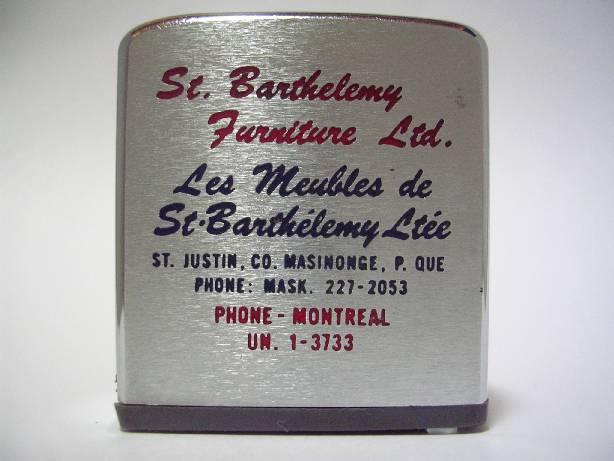 St. Barthelemy
Furniture Ltd.
Les Meubles de
St-Barthélemy Ltée
ST. JUSTIN, CO. MASINONGE, P. QUE
PHONE: MASK. 227-2053
PHONE - MONTREAL
UN. 1-3733